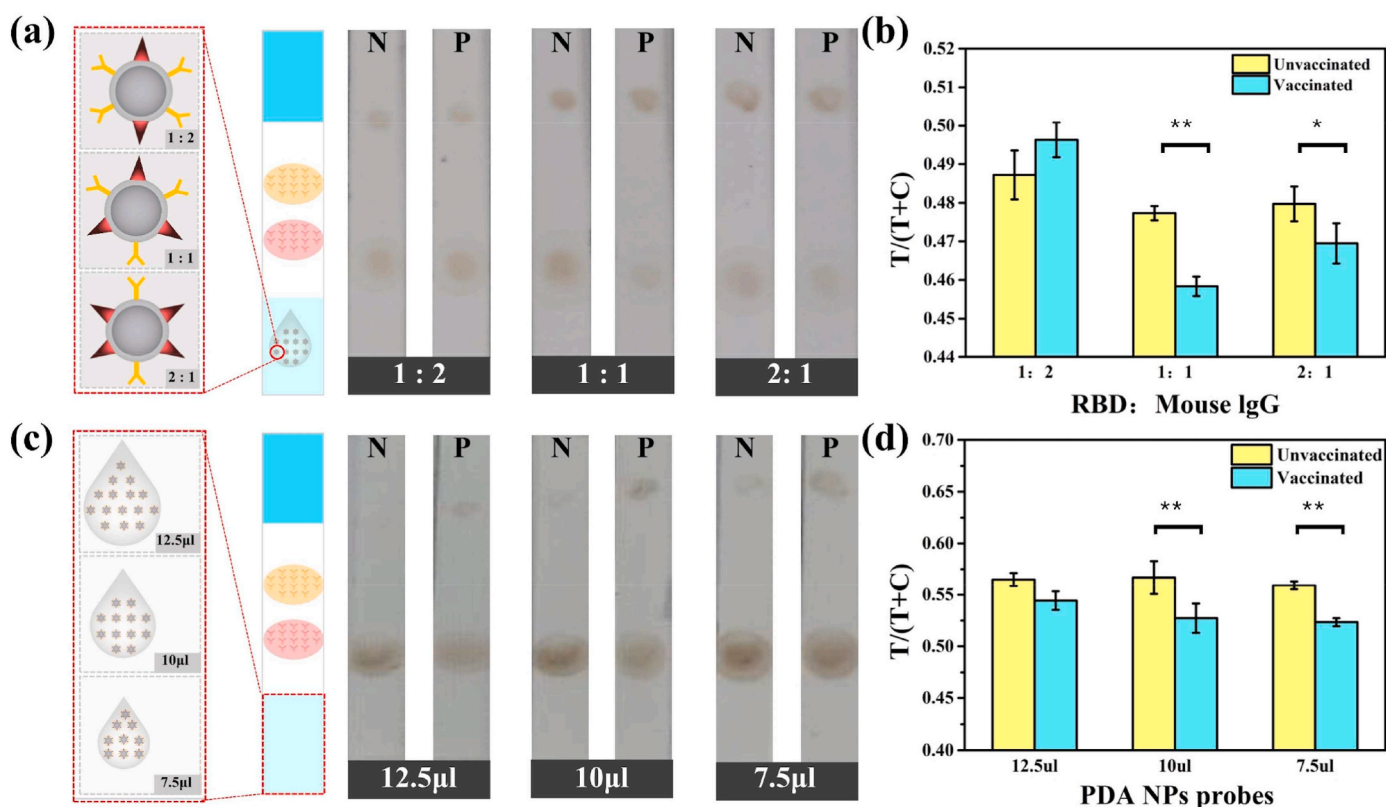 (a)
1 : 2
1 : 1
2 : 1
N P
1 : 2
N P
1 : 1
N P
2: 1
(b)
0.52
0.51
0.50
0.49
0.48
0.47
0.46
0.45
0.44
T/(T+C)
Unvaccinated
Vaccinated
**
*
1: 2
1: 1
2: 1
RBD: Mouse lgG
(c)
12.5μl
10μl
7.5μl
N P
12.5μl
N P
10μl
N P
7.5μl
(d)
0.70
0.65
0.60
0.55
0.50
0.45
0.40
T/(T+C)
Unvaccinated
Vaccinated
**
**
12.5ul
10ul
7.5ul
PDA NPs probes